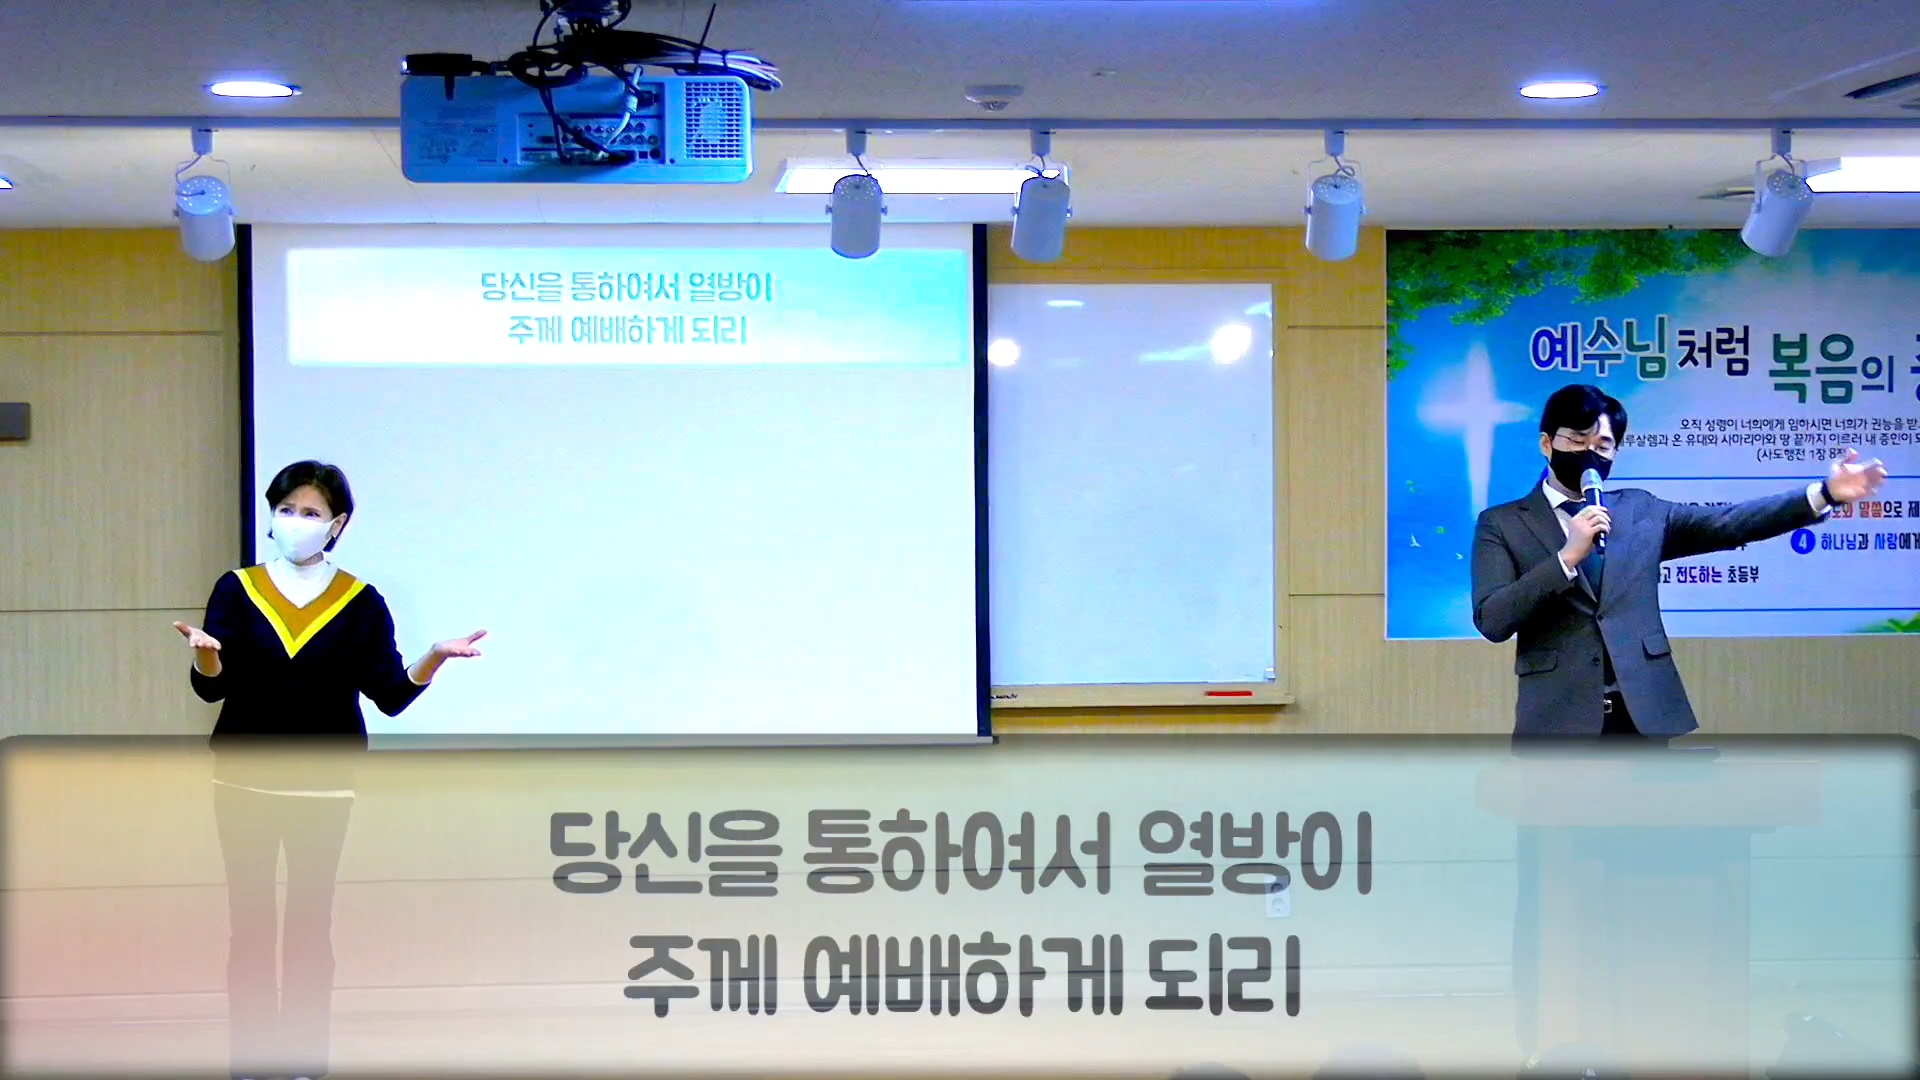 당신을 통하여서 열방이
주께 예배하게 되리
예수님처럼 복음의
오직 성령이 너희에게 임하시면 너희가 권능을 받
루살렘과 온 유대와 사마리아와 땅 끝까지 이르러 내 증인이 되
(사도행전 1장 8절
말씀으로 제
4 하나님과 사람에게
전도하는 초등부
당신을 통하여서 열방이
주께 예배하게 되리